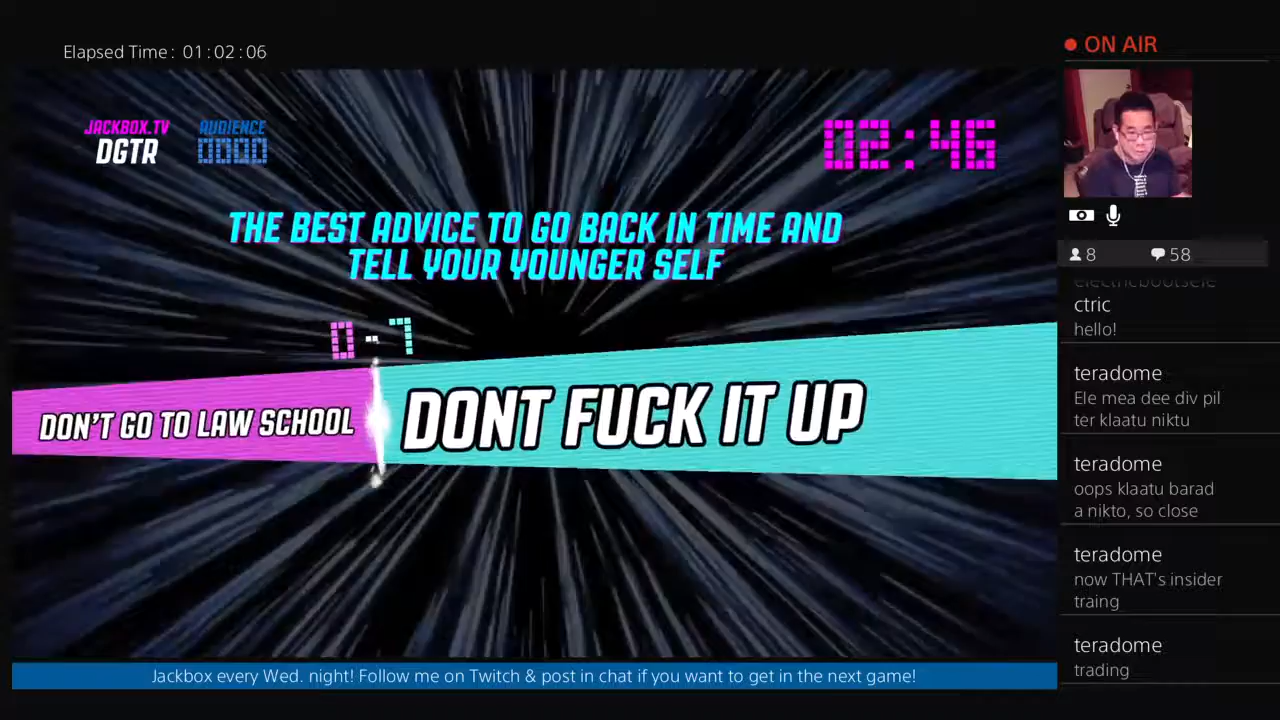 Elapsed Time: 01:02:06
ON AIR
JACKBOX.TV
DGTR
AUDIENCE
0000
02:46
THE BEST ADVICE TO GO BACK IN TIME AND
TELL YOUR YOUNGER SELF
0-7
DON'T GO TO LAW SCHOOL
DONT FUCK IT UP
8
58
ctric
hello!
teradome
Ele mea dee div pil
ter klaatu niktu
teradome
oops klaatu barad
a nikto, so close
teradome
now THAT's insider
traing
teradome
trading
Jackbox every Wed. night! Follow me on Twitch & post in chat if you want to get in the next game!